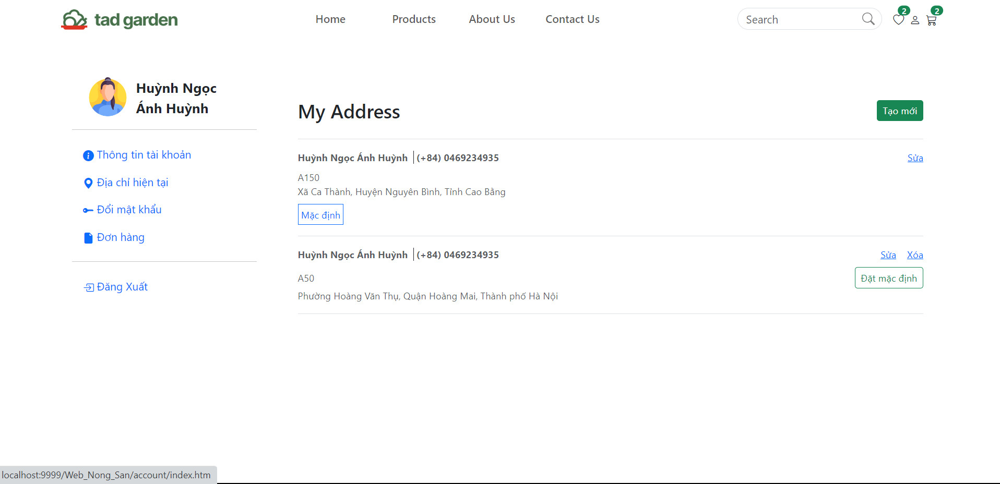 tad garden
Home Products About Us Contact Us
Search
2 2
Huỳnh Ngọc
Ánh Huỳnh
Thông tin tài khoản
Địa chỉ hiện tại
Đổi mật khẩu
Đơn hàng
Đăng Xuất
My Address
Tạo mới
Huỳnh Ngọc Ánh Huỳnh (+84) 0469234935
Sửa
A150
Xã Ca Thành, Huyện Nguyên Bình, Tỉnh Cao Bằng
Mặc định
Huỳnh Ngọc Ánh Huỳnh (+84) 0469234935
Sửa Xóa
A50
Đặt mặc định
Phường Hoàng Văn Thụ, Quận Hoàng Mai, Thành phố Hà Nội
localhost:9999/Web_Nong_San/account/index.htm